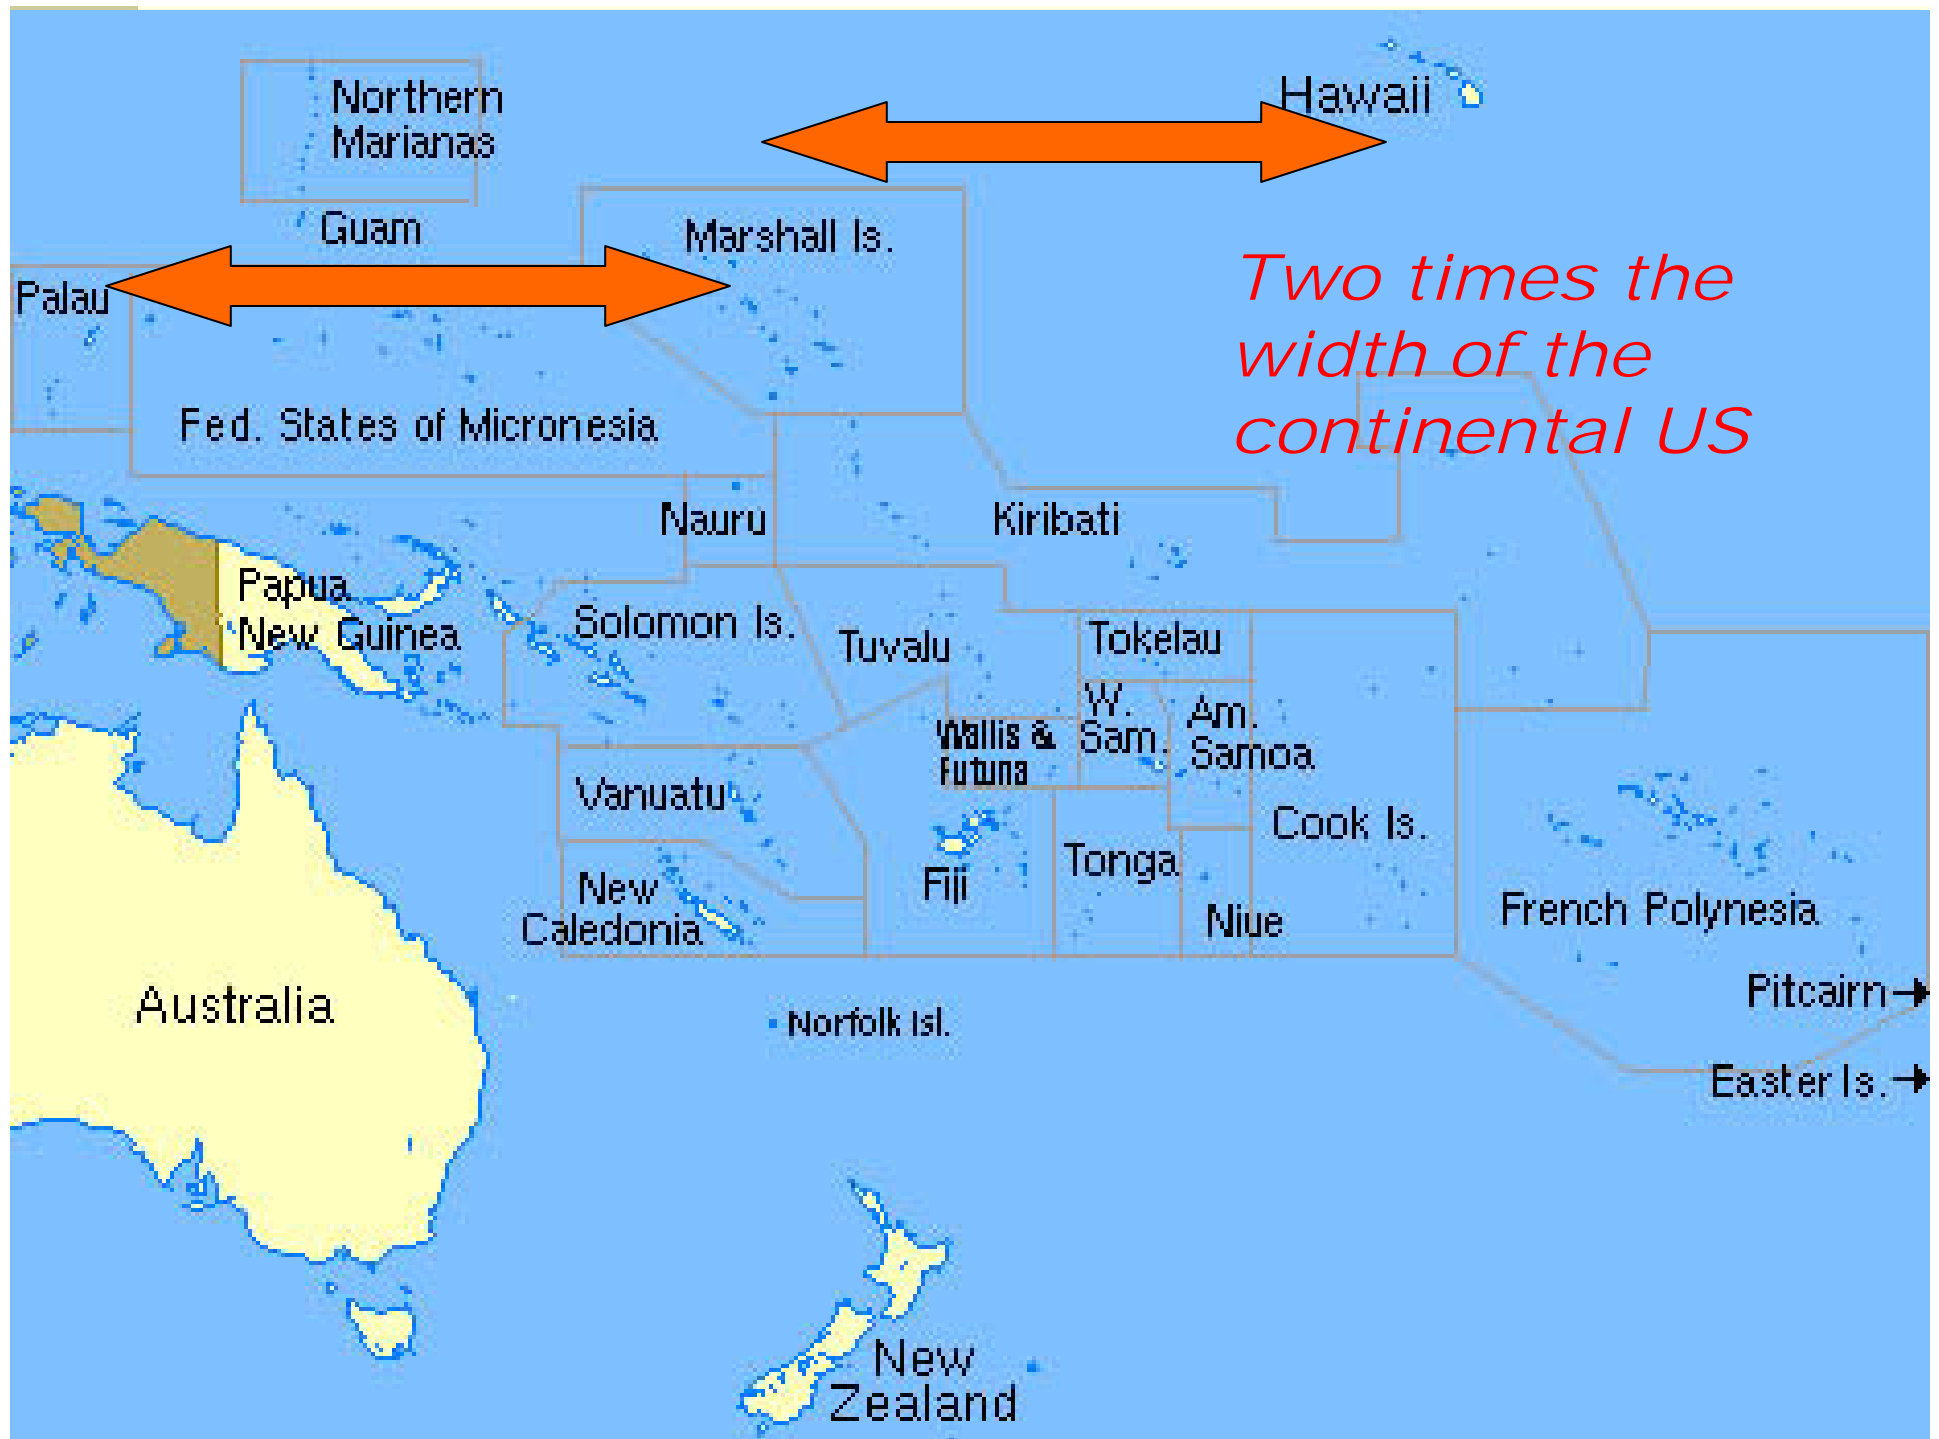 Hawaii
Northern
Marianas
Guam
Marshall Is.
Two times the
width of the
continental US
Palau
Fed. States of Micronesia
Nauru
Kiribati
Papua
New Guinea
Solomon Is.
Tuvalu
Tokelau
W.
Sam.
Am.
Samoa
Wallis &
Futuna
Vanuatu
Cook Is.
Fiji
Tonga
New
Caledonia
Niue
French Polynesia
Pitcairn
Australia
Norfolk Isl.
Easter Is.
New
Zealand